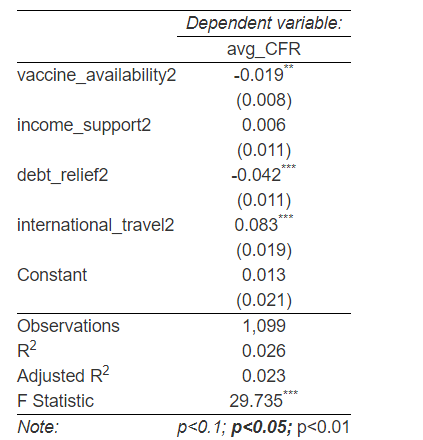 Dependent variable:
avg_CFR
vaccine_availability2 -0.019**
(0.008)
income_support2 0.006
(0.011)
debt_relief2 -0.042***
(0.011)
international_travel2 0.083***
(0.019)
Constant 0.013
(0.021)
Observations 1,099
R2 0.026
Adjusted R2 0.023
F Statistic 29.735***
Note: p<0.1; p<0.05; p<0.01